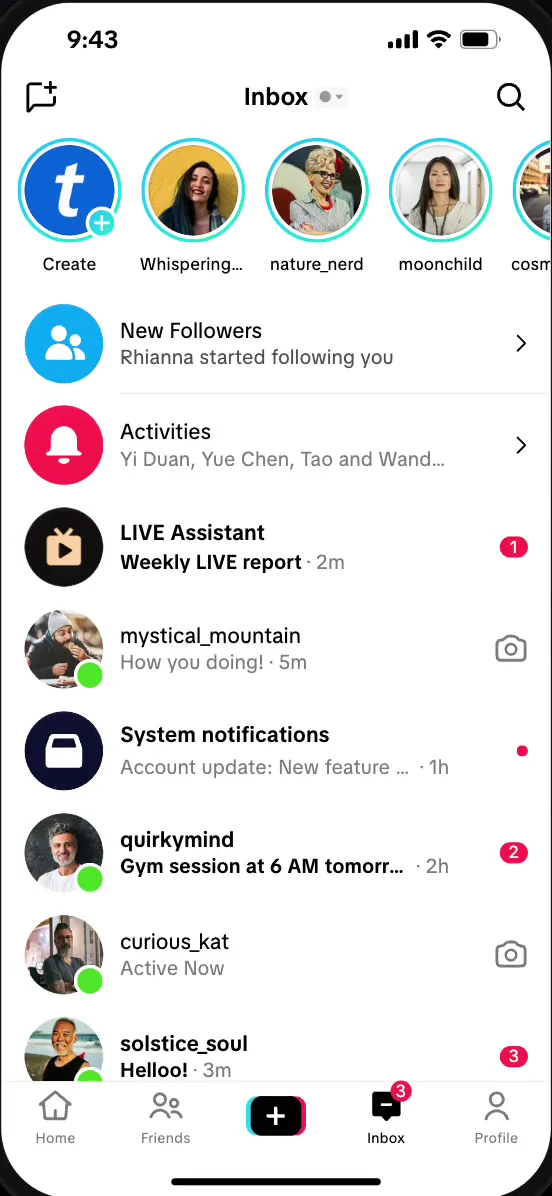 9:43
Inbox
t
Create
Whispering...
nature_nerd
moonchild
cosm
New Followers
Rhianna started following you
Activities
Yi Duan, Yue Chen, Tao and Wand...
LIVE Assistant
Weekly LIVE report · 2m
1
mystical_mountain
How you doing! · 5m
System notifications
Account update: New feature ... · 1h
quirkymind
Gym session at 6 AM tomorr... · 2h
2
curious_kat
Active Now
solstice_soul
Helloo! · 3m
3
3
Home
Friends
Inbox
Profile